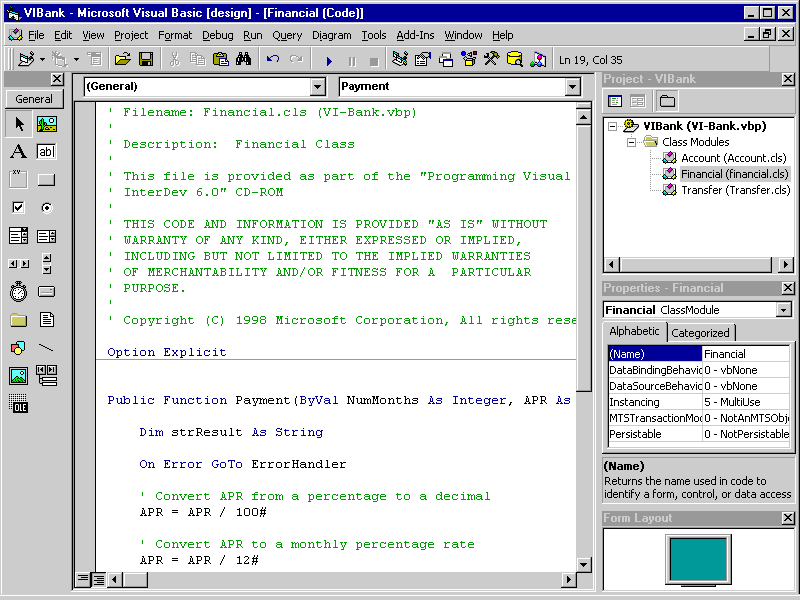 VIBank - Microsoft Visual Basic [design] - [Financial (Code)]
File Edit View Project Format Debug Run Query Diagram Tools Add-Ins Window Help
Ln 19, Col 35
General
A
ab|
xv
OLE
(General)
Payment
' Filename: Financial.cls (VI-Bank.vbp)
'
' Description:  Financial Class
'
' This file is provided as part of the "Programming Visual
' InterDev 6.0" CD-ROM
'
' THIS CODE AND INFORMATION IS PROVIDED "AS IS" WITHOUT
' WARRANTY OF ANY KIND, EITHER EXPRESSED OR IMPLIED,
' INCLUDING BUT NOT LIMITED TO THE IMPLIED WARRANTIES
' OF MERCHANTABILITY AND/OR FITNESS FOR A  PARTICULAR
' PURPOSE.
'
' Copyright (C) 1998 Microsoft Corporation, All rights rese
Option Explicit
Public Function Payment(ByVal NumMonths As Integer, APR As
Dim strResult As String
On Error GoTo ErrorHandler
' Convert APR from a percentage to a decimal
APR = APR / 100#
' Convert APR to a monthly percentage rate
APR = APR / 12#
Project - VIBank
VIBank (VI-Bank.vbp)
Class Modules
Account (Account.cls)
Financial (financial.cls)
Transfer (Transfer.cls)
Properties - Financial
Financial ClassModule
Alphabetic Categorized
(Name) Financial
DataBindingBehavic 0 - vbNone
DataSourceBehavic 0 - vbNone
Instancing 5 - MultiUse
MTSTransactionMod 0 - NotAnMTSObj
Persistable 0 - NotPersistable
(Name)
Returns the name used in code to
identify a form, control, or data access
Form Layout